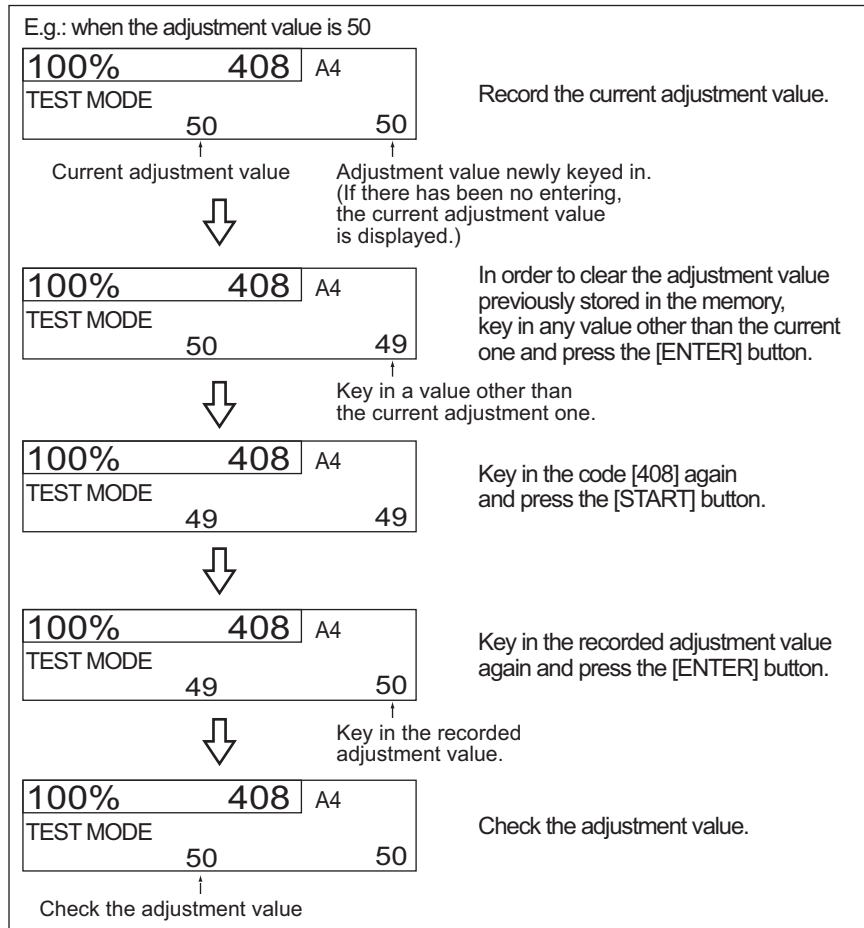 E.g.: when the adjustment value is 50
100% 408 A4
TEST MODE
50 50
Record the current adjustment value.
Current adjustment value
Adjustment value newly keyed in.
(If there has been no entering,
the current adjustment value
is displayed.)
100% 408 A4
TEST MODE
50 49
In order to clear the adjustment value
previously stored in the memory,
key in any value other than the current
one and press the [ENTER] button.
Key in a value other than
the current adjustment one.
100% 408 A4
TEST MODE
49 49
Key in the code [408] again
and press the [START] button.
100% 408 A4
TEST MODE
49 50
Key in the recorded adjustment value
again and press the [ENTER] button.
Key in the recorded
adjustment value.
100% 408 A4
TEST MODE
50 50
Check the adjustment value.
Check the adjustment value